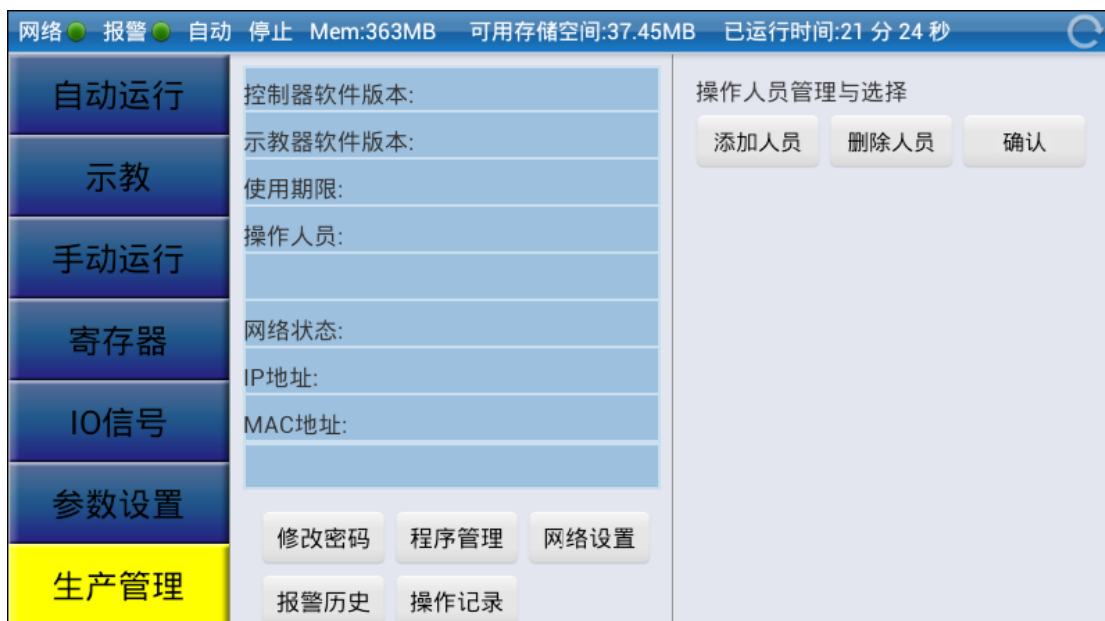 网络 报警 自动 停止 Mem:363MB 可用存储空间:37.45MB 已运行时间:21 分 24 秒
自动运行
示教
手动运行
寄存器
IO信号
参数设置
生产管理
控制器软件版本:
示教器软件版本:
使用期限:
操作人员:
网络状态:
IP地址:
MAC地址:
修改密码 程序管理 网络设置
报警历史 操作记录
操作人员管理与选择
添加人员 删除人员 确认